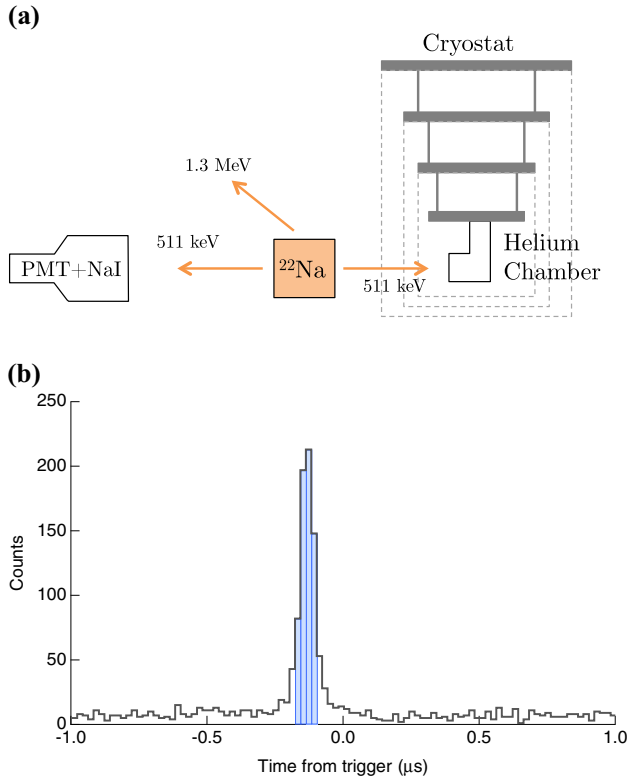 (a)
Cryostat
1.3 MeV
511 keV
PMT+NaI
²²Na
511 keV
Helium
Chamber
(b)
250
200
150
100
50
0
Counts
-1.0
-0.5
0.0
0.5
1.0
Time from trigger (μs)